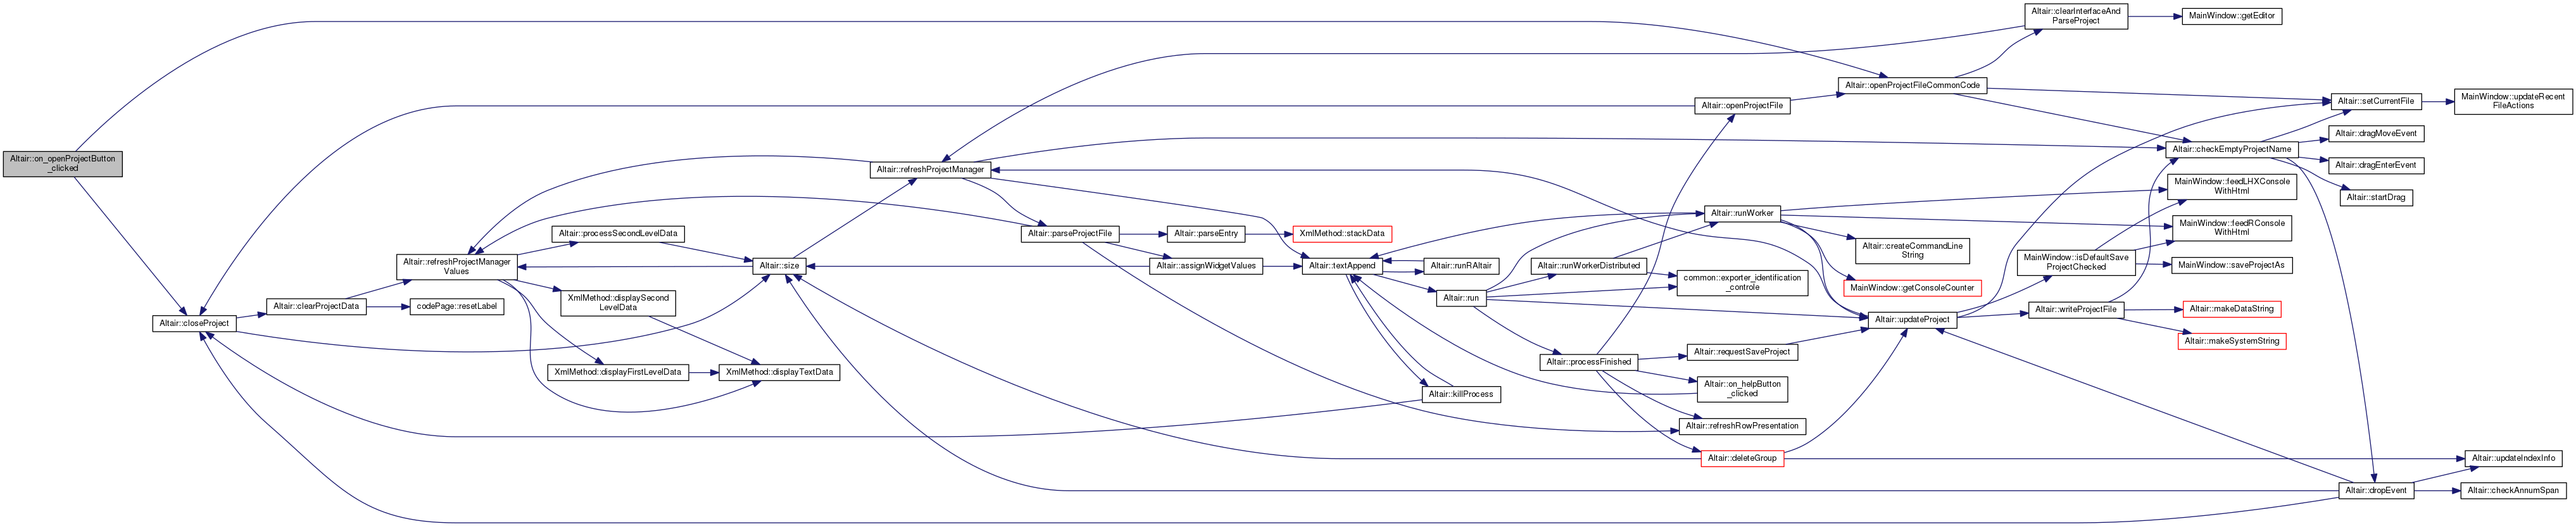 Altair::on_openProjectButton
_clicked
Altair::closeProject
Altair::clearProjectData
Altair::refreshProjectManager
Values
codePage::resetLabel
Altair::processSecondLevelData
XmlMethod::displaySecond
LevelData
XmlMethod::displayFirstLevelData
Altair::size
XmlMethod::displayTextData
Altair::refreshProjectManager
Altair::parseProjectFile
Altair::parseEntry
Altair::assignWidgetValues
XmlMethod::stackData
Altair::textAppend
Altair::runRAltair
Altair::run
Altair::killProcess
Altair::runWorkerDistributed
Altair::processFinished
Altair::openProjectFile
Altair::runWorker
common::exporter_identification
_controle
Altair::requestSaveProject
Altair::on_helpButton
_clicked
Altair::refreshRowPresentation
Altair::deleteGroup
Altair::openProjectFileCommonCode
Altair::createCommandLine
String
MainWindow::getConsoleCounter
Altair::updateProject
Altair::clearInterfaceAnd
ParseProject
MainWindow::isDefaultSave
ProjectChecked
Altair::writeProjectFile
MainWindow::getEditor
Altair::checkEmptyProjectName
MainWindow::feedLHXConsole
WithHtml
MainWindow::feedRConsole
WithHtml
MainWindow::saveProjectAs
Altair::makeDataString
Altair::makeSystemString
Altair::setCurrentFile
Altair::dragMoveEvent
Altair::dragEnterEvent
Altair::startDrag
Altair::dropEvent
MainWindow::updateRecent
FileActions
Altair::updateIndexInfo
Altair::checkAnnumSpan